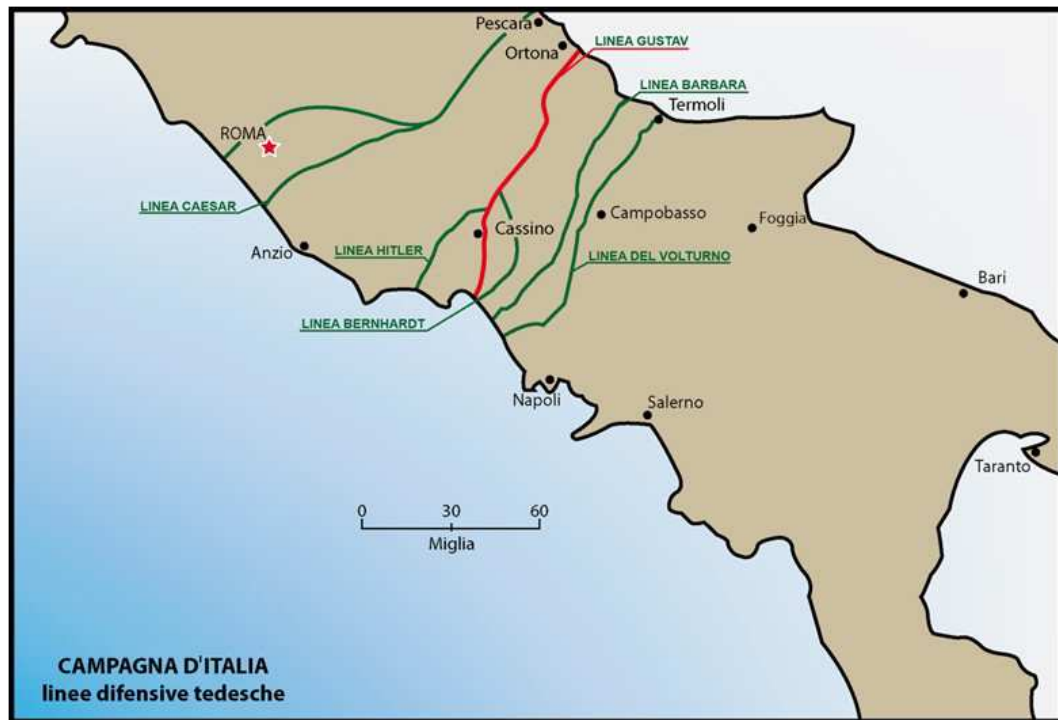 Pescara
LINEA GUSTAV
Ortona
LINEA BARBARA
Termoli
ROMA
LINEA CAESAR
Campobasso
Foggia
Cassino
Anzio
LINEA HITLER
LINEA DEL VOLTURNO
Bari
LINEA BERNHARDT
Napoli
Salerno
Taranto
0 30 60
Miglia
CAMPAGNA D'ITALIA
linee difensive tedesche